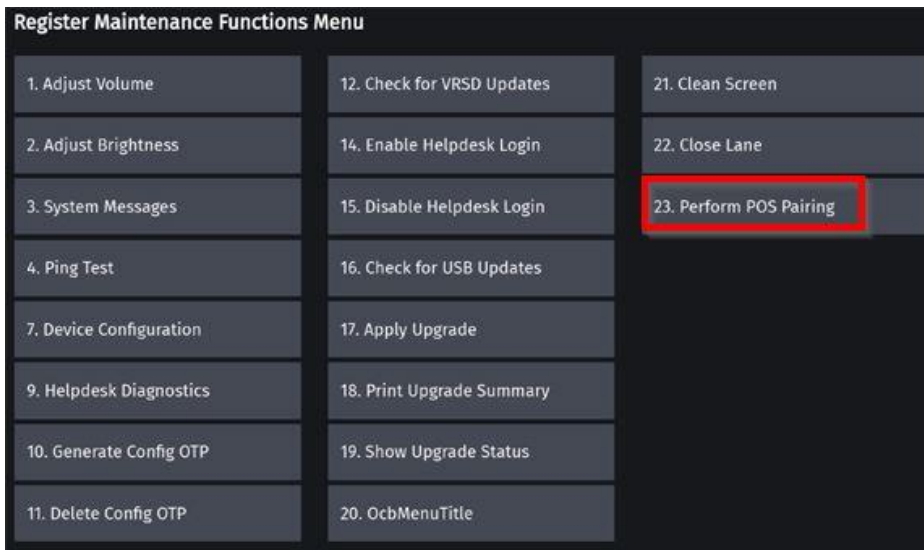 Register Maintenance Functions Menu
1. Adjust Volume
2. Adjust Brightness
3. System Messages
4. Ping Test
7. Device Configuration
9. Helpdesk Diagnostics
10. Generate Config OTP
11. Delete Config OTP
12. Check for VRSD Updates
14. Enable Helpdesk Login
15. Disable Helpdesk Login
16. Check for USB Updates
17. Apply Upgrade
18. Print Upgrade Summary
19. Show Upgrade Status
20. OcbMenuTitle
21. Clean Screen
22. Close Lane
23. Perform POS Pairing